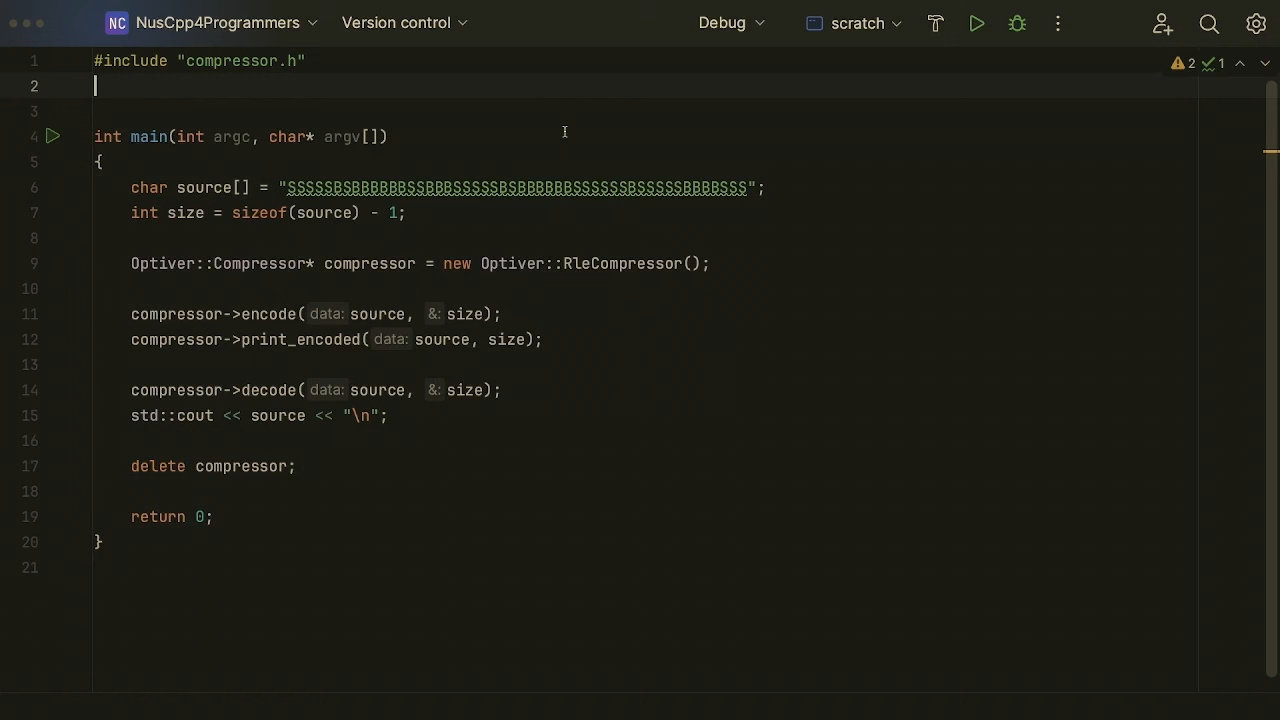 NC NusCpp4Programmers Version control Debug scratch
1 #include "compressor.h" 2 1
2
3
4 int main(int argc, char* argv[])
5 {
6 char source[] = "SSSSSBSBBBBBBSSBBBSSSSSBSBBBBBBSSSSSSBSSSSSBBBBSSS";
7 int size = sizeof(source) - 1;
8
9 Optiver::Compressor* compressor = new Optiver::RleCompressor();
10
11 compressor->encode( data: source, &: size);
12 compressor->print_encoded( data: source, size);
13
14 compressor->decode( data: source, &: size);
15 std::cout << source << "\n";
16
17 delete compressor;
18
19 return 0;
20 }
21